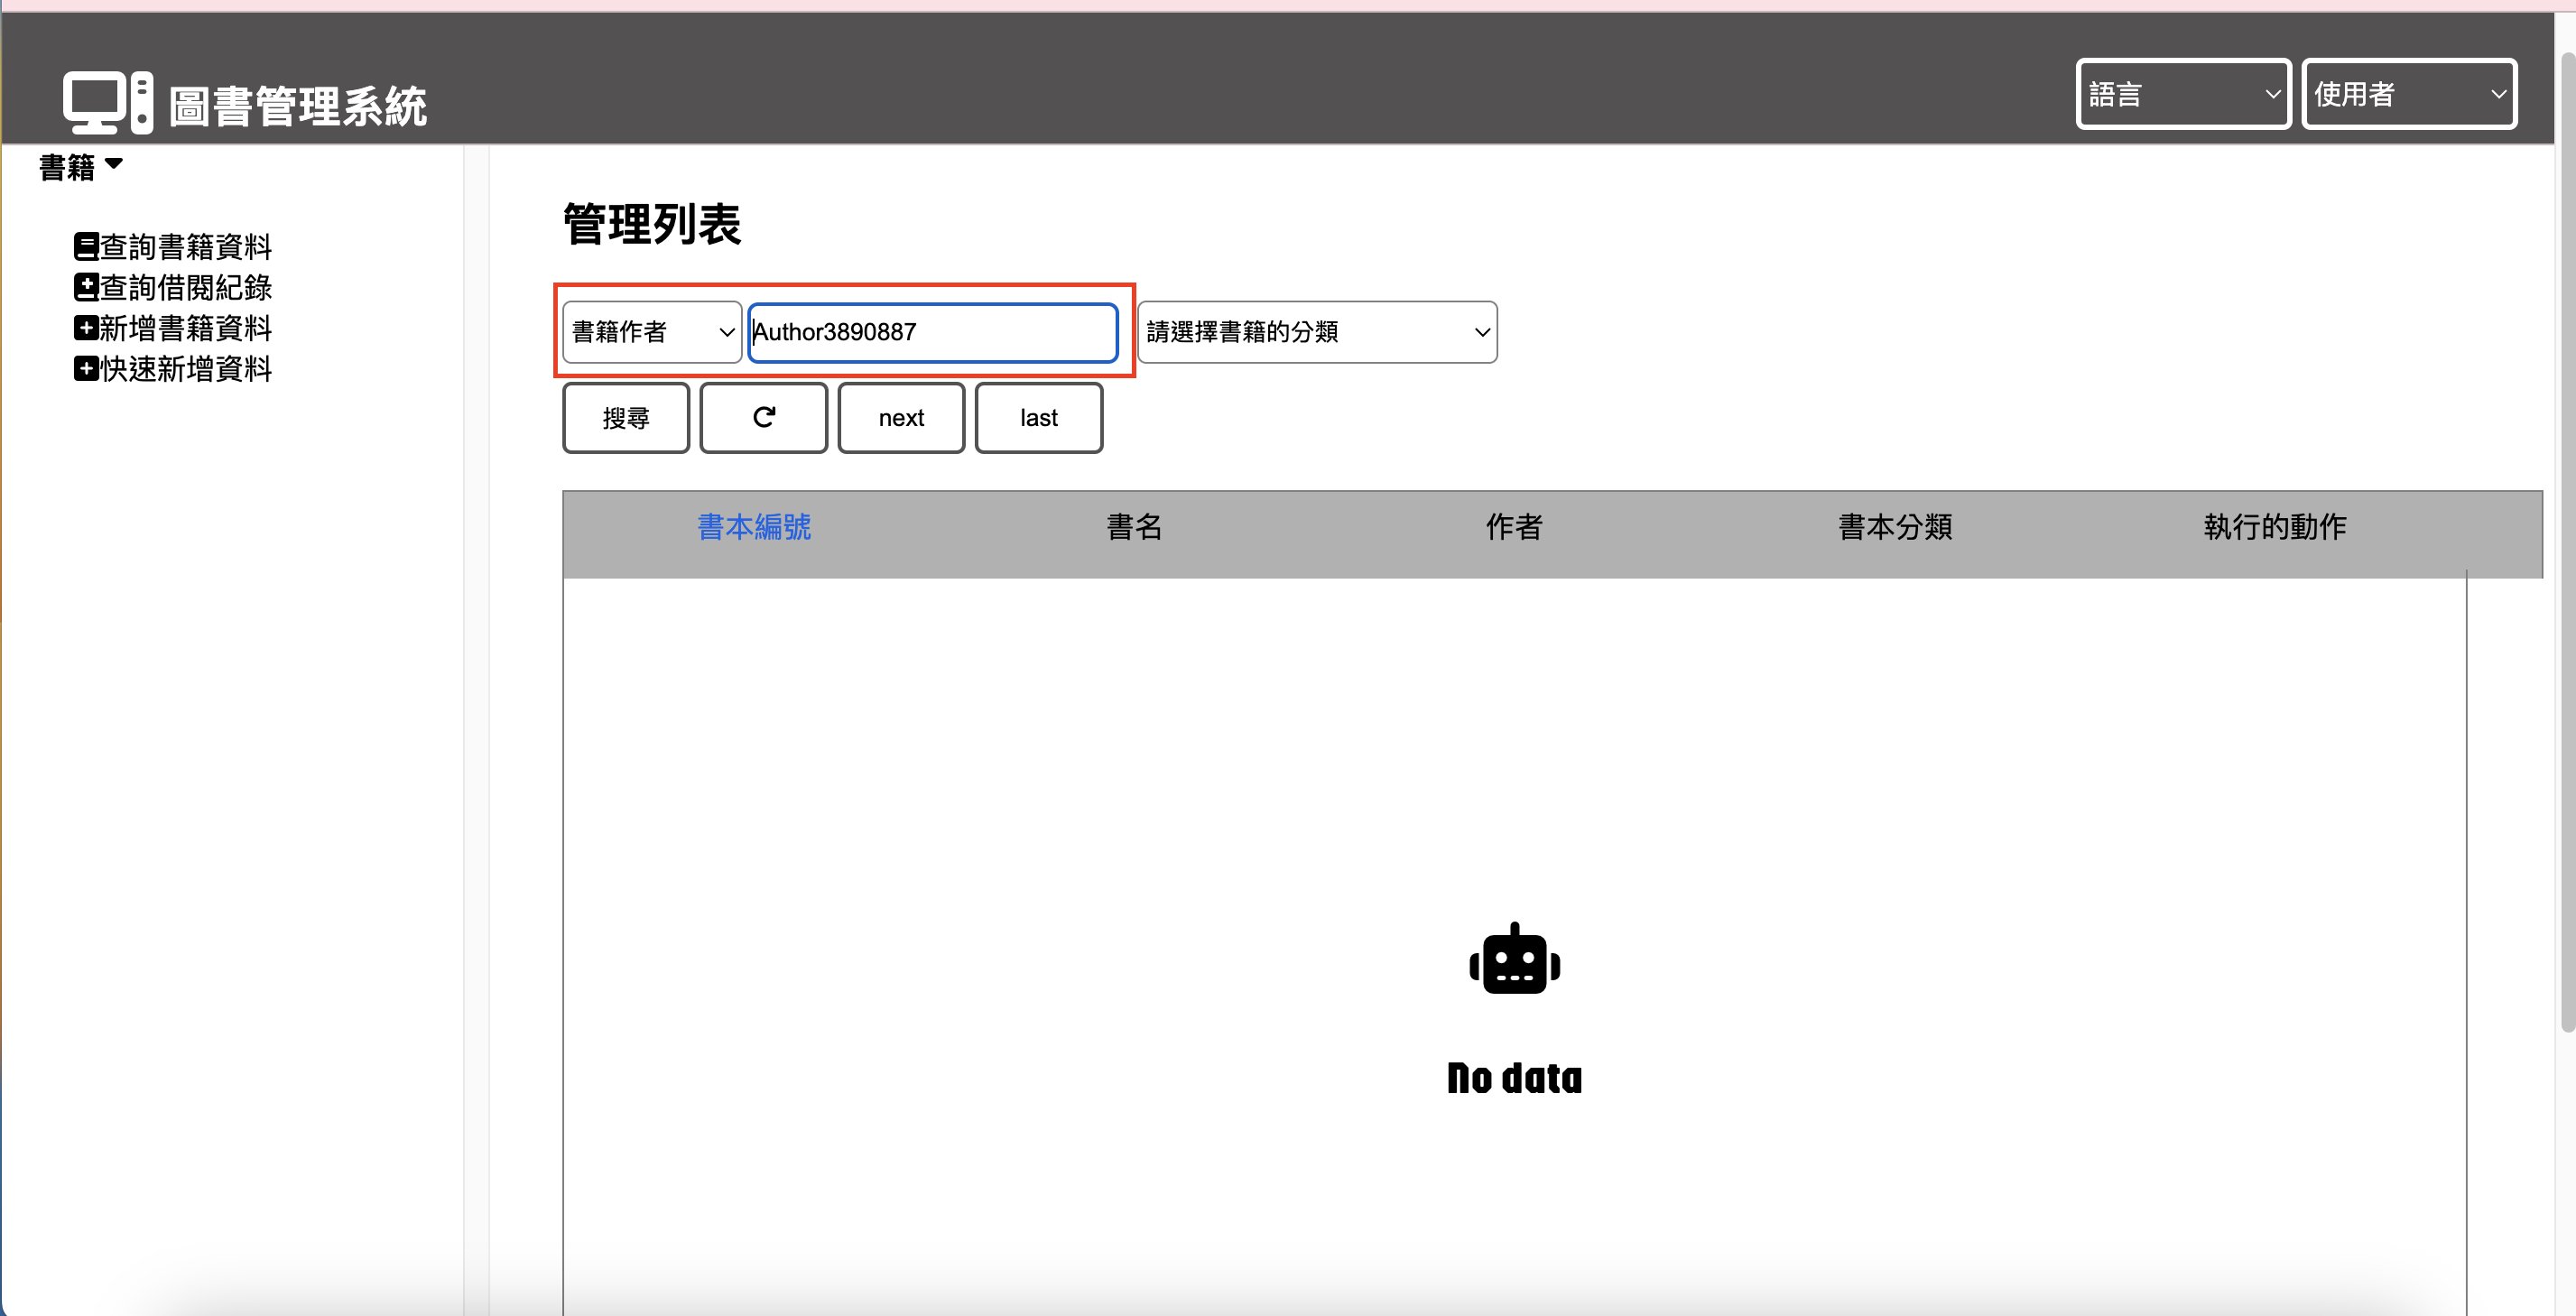 圖書管理系統
語言
使用者
書籍
查詢書籍資料
查詢借閱紀錄
新增書籍資料
快速新增資料
管理列表
書籍作者
Author3890887
請選擇書籍的分類
搜尋
next
last
書本編號 書名 作者 書本分類 執行的動作
No data